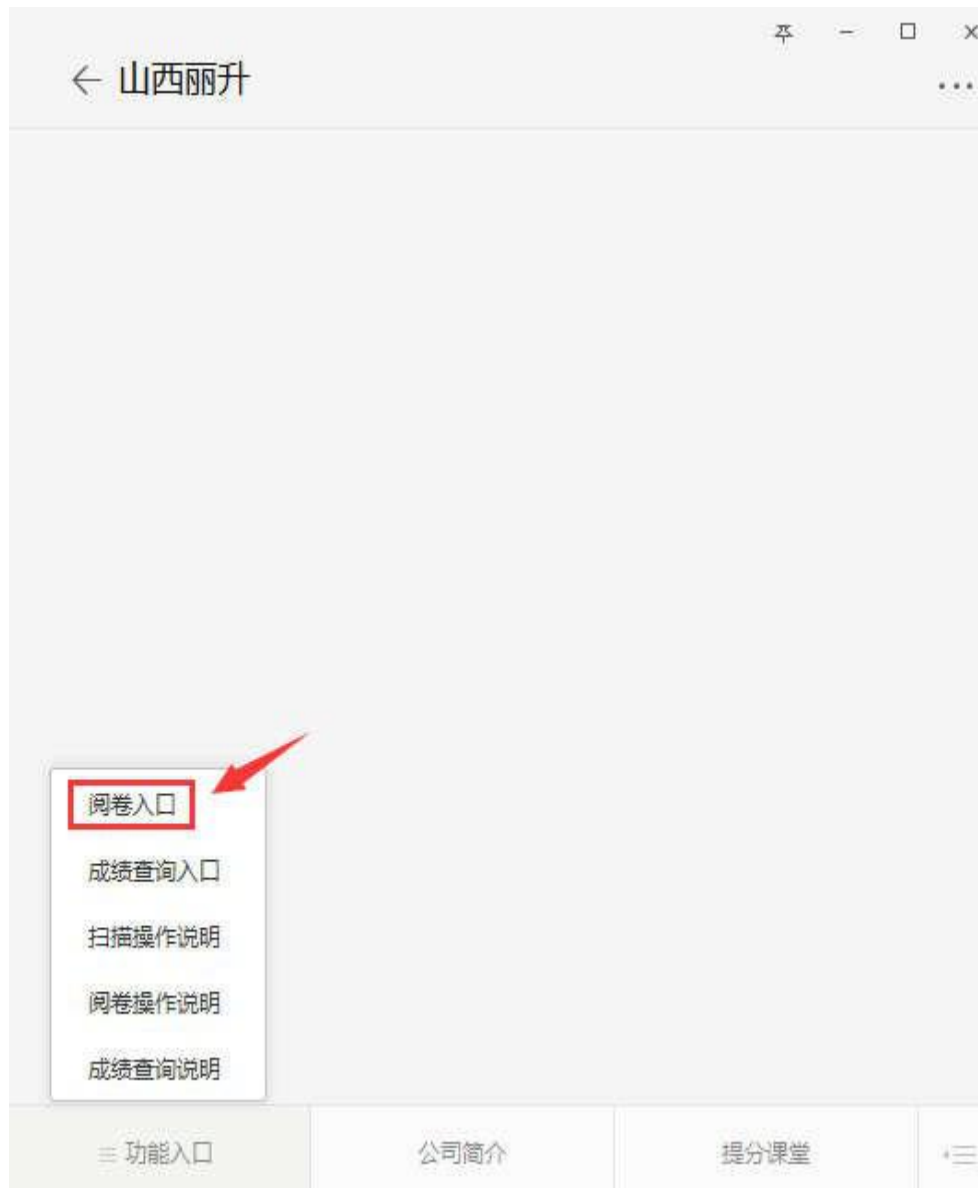 山西丽升
阅卷入口
成绩查询入口
扫描操作说明
阅卷操作说明
成绩查询说明
功能入口
公司简介
提分课堂